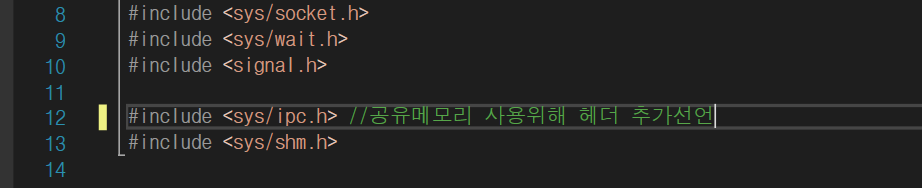 8 #include <sys/socket.h>
9 #include <sys/wait.h>
10 #include <signal.h>
11
12 #include <sys/ipc.h> //공유메모리 사용위해 헤더 추가선언
13 #include <sys/shm.h>
14